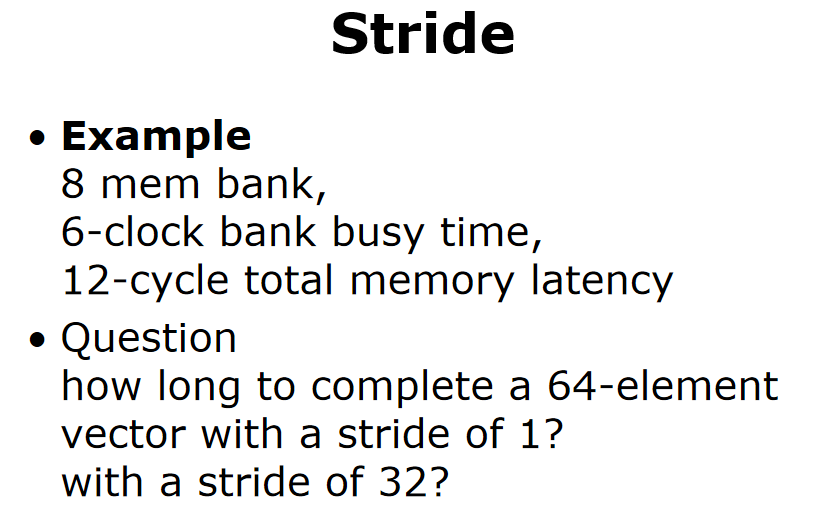 Stride
• Example
8 mem bank,
6-clock bank busy time,
12-cycle total memory latency
• Question
how long to complete a 64-element
vector with a stride of 1?
with a stride of 32?